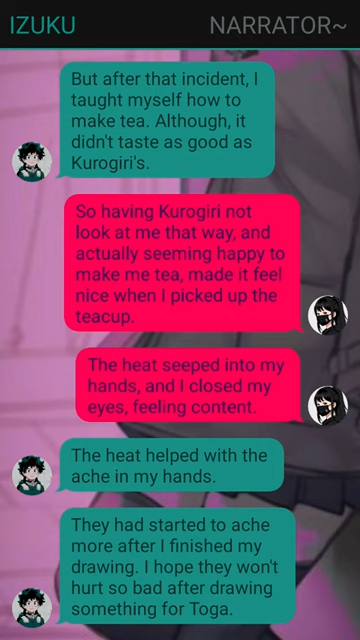 IZUKU NARRATOR~
But after that incident, I
taught myself how to
make tea. Although, it
didn't taste as good as
Kurogiri's.
So having Kurogiri not
look at me that way, and
actually seeming happy to
make me tea, made it feel
nice when I picked up the
teacup.
The heat seeped into my
hands, and I closed my
eyes, feeling content.
The heat helped with the
ache in my hands.
They had started to ache
more after I finished my
drawing. I hope they won't
hurt so bad after drawing
something for Toga.